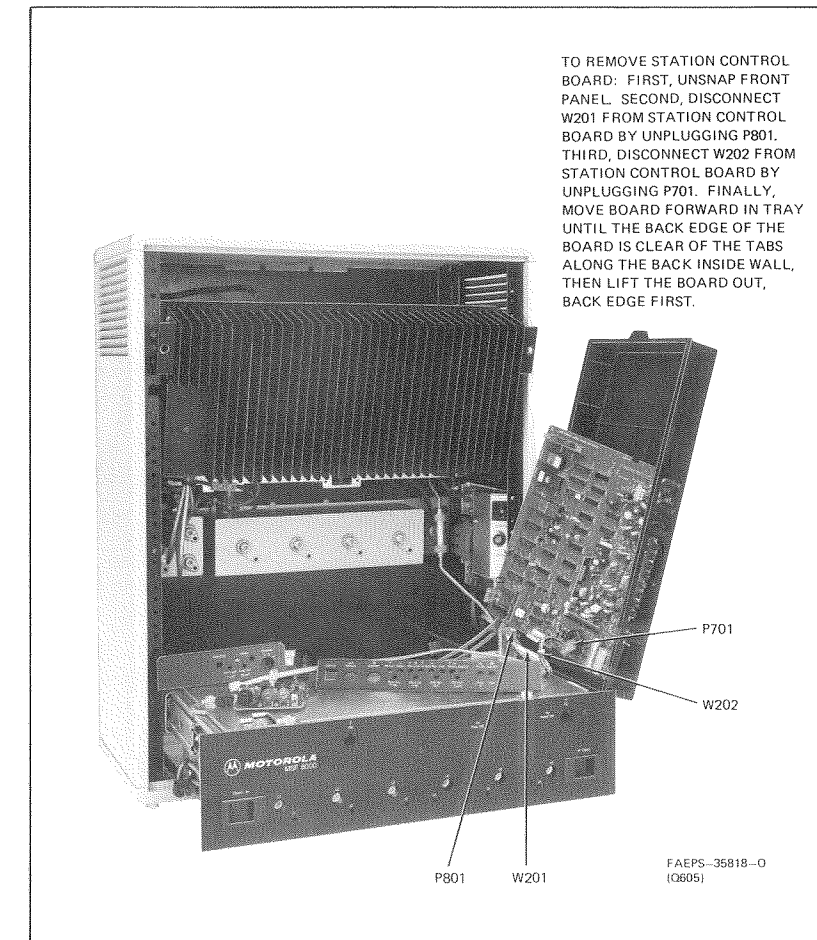 TO REMOVE STATION CONTROL
BOARD: FIRST, UNSNAP FRONT
PANEL. SECOND, DISCONNECT
W201 FROM STATION CONTROL
BOARD BY UNPLUGGING P801.
THIRD, DISCONNECT W202 FROM
STATION CONTROL BOARD BY
UNPLUGGING P701. FINALLY,
MOVE BOARD FORWARD IN TRAY
UNTIL THE BACK EDGE OF THE
BOARD IS CLEAR OF THE TABS
ALONG THE BACK INSIDE WALL,
THEN LIFT THE BOARD OUT,
BACK EDGE FIRST.
P701
W202
MOTOROLA
MSF 5000
P801 W201
FAEPS-35818-O
(Q605)